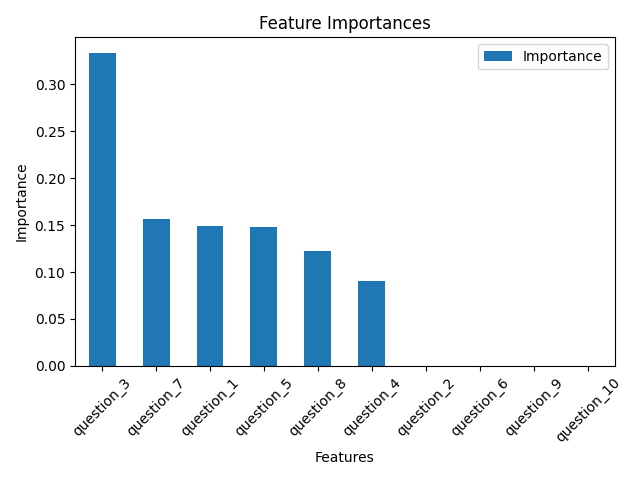 Feature Importances
Importance
0.30
0.25
0.20
0.15
0.10
0.05
0.00
Importance
question_3
question_7
question_1
question_5
question_8
question_4
question_2
question_6
question_9
question_10
Features